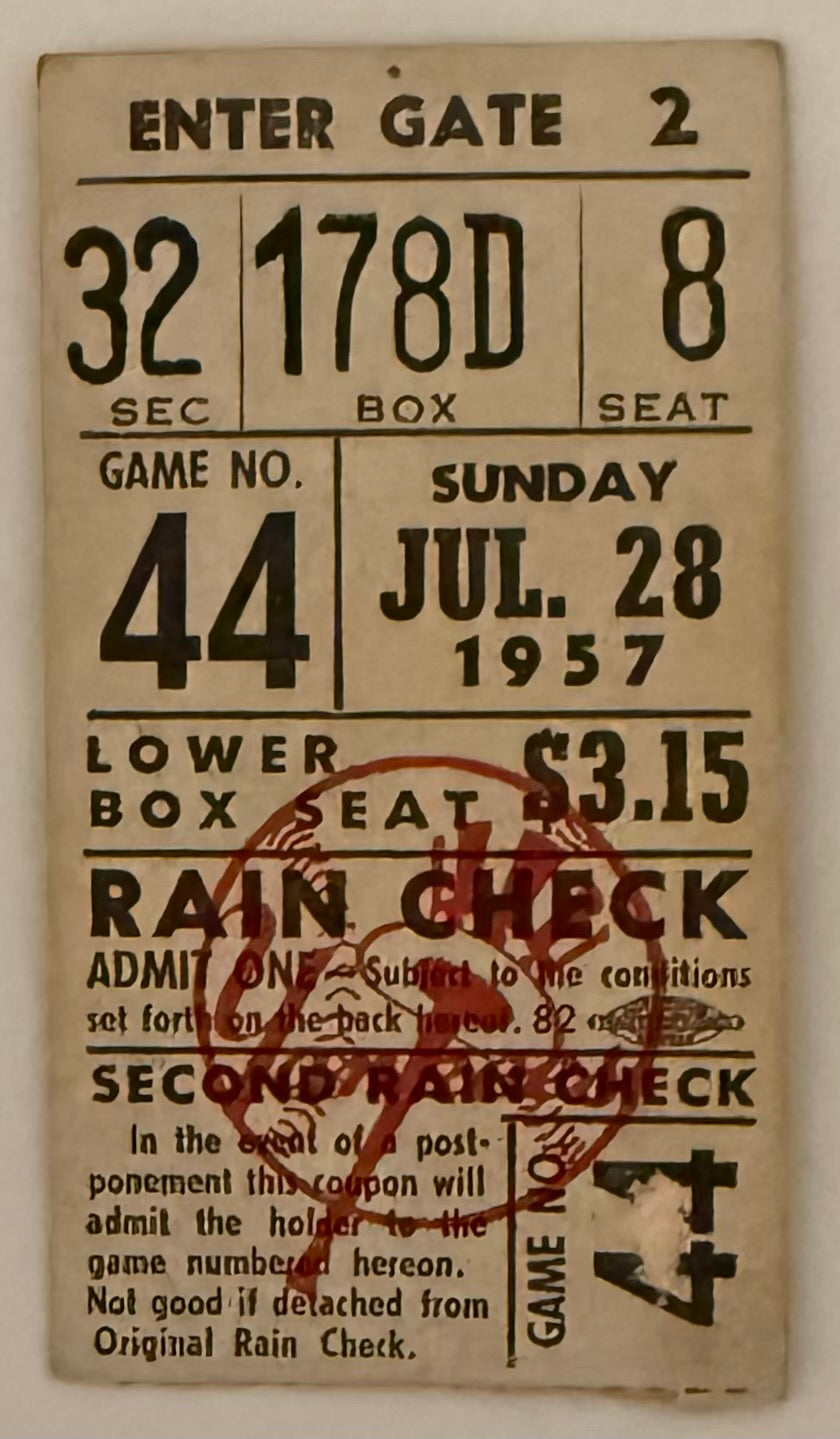 ENTER GATE 2
32 178D 8
SEC BOX SEAT
GAME NO.
44
SUNDAY
JUL. 28
1957
LOWER
BOX SEAT $3.15
RAIN CHECK
ADMIT ONE—Subject to the conditions
set forth on the back hereof. 82
SECOND RAIN CHECK
In the event of a post-
ponement this coupon will
admit the holder to the
game numbered hereon.
Not good if detached from
Original Rain Check.
GAME NO.
44